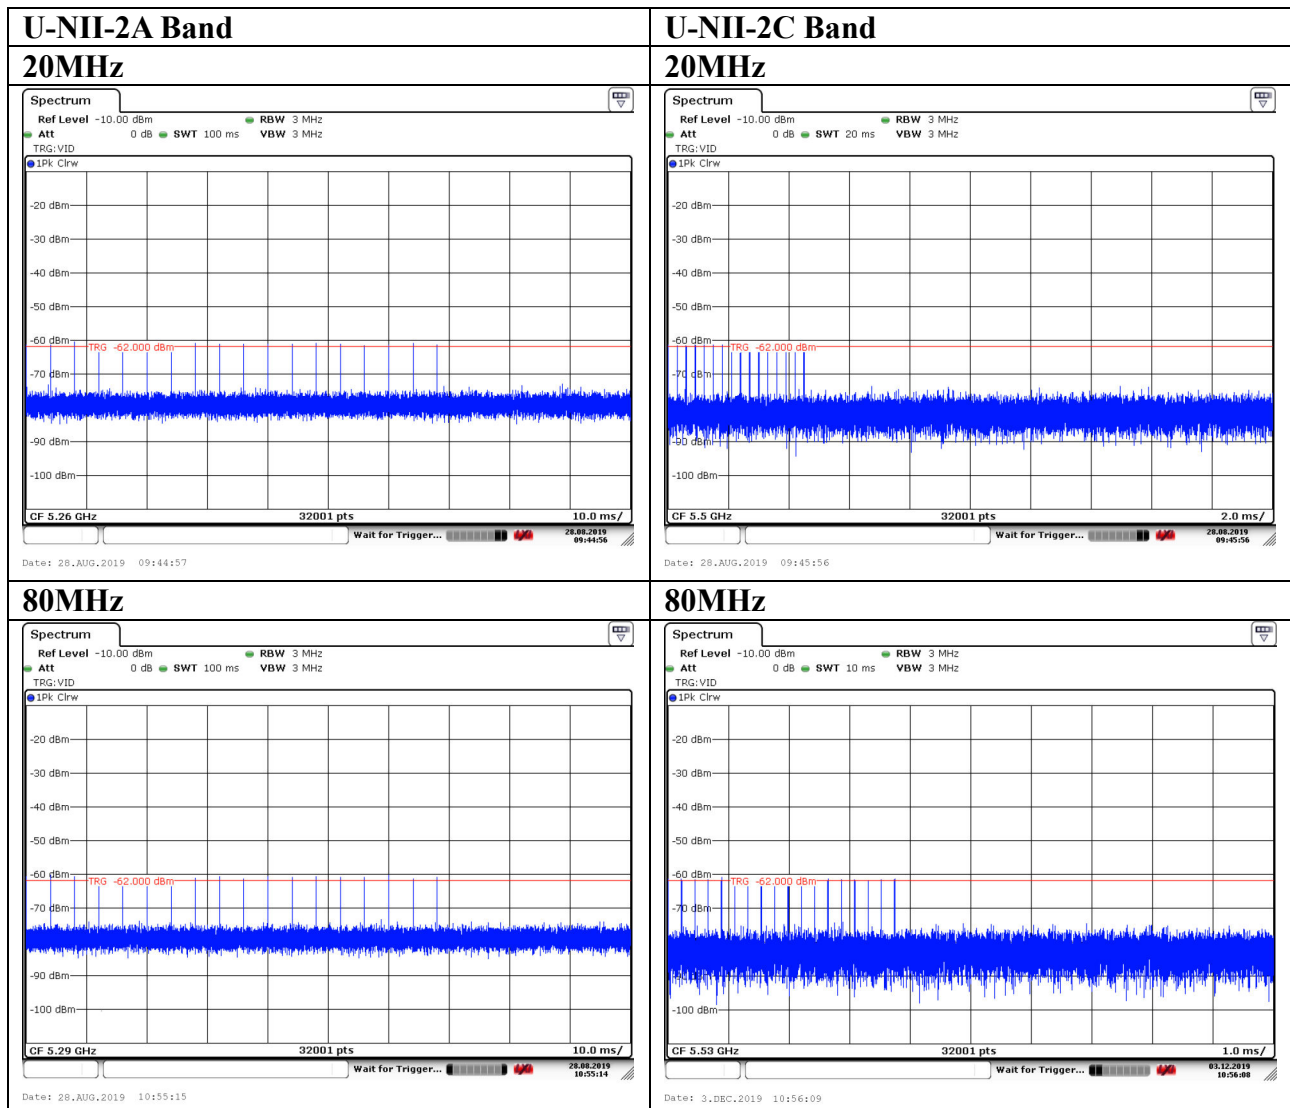 U-NII-2A Band
U-NII-2C Band
20MHz
20MHz
Spectrum
Ref Level -10.00 dBm RBW 3 MHz
Att 0 dB SWT 100 ms VBW 3 MHz
TRG:VID
1Pk Clrw
-20 dBm
-30 dBm
-40 dBm
-50 dBm
-60 dBm
TRG -62.000 dBm
-70 dBm
-90 dBm
-100 dBm
CF 5.26 GHz 32001 pts 10.0 ms/
Wait for Trigger... 28.08.2019
09:44:56
Date: 28.AUG.2019 09:44:57
Spectrum
Ref Level -10.00 dBm RBW 3 MHz
Att 0 dB SWT 20 ms VBW 3 MHz
TRG:VID
1Pk Clrw
-20 dBm
-30 dBm
-40 dBm
-50 dBm
-60 dBm
TRG -62.000 dBm
-70 dBm
-90 dBm
-100 dBm
CF 5.5 GHz 32001 pts 2.0 ms/
Wait for Trigger... 28.08.2019
09:45:56
Date: 28.AUG.2019 09:45:56
80MHz
80MHz
Spectrum
Ref Level -10.00 dBm RBW 3 MHz
Att 0 dB SWT 100 ms VBW 3 MHz
TRG:VID
1Pk Clrw
-20 dBm
-30 dBm
-40 dBm
-50 dBm
-60 dBm
TRG -62.000 dBm
-70 dBm
-90 dBm
-100 dBm
CF 5.29 GHz 32001 pts 10.0 ms/
Wait for Trigger... 28.08.2019
10:55:14
Date: 28.AUG.2019 10:55:15
Spectrum
Ref Level -10.00 dBm RBW 3 MHz
Att 0 dB SWT 10 ms VBW 3 MHz
TRG:VID
1Pk Clrw
-20 dBm
-30 dBm
-40 dBm
-50 dBm
-60 dBm
TRG -62.000 dBm
-70 dBm
-90 dBm
-100 dBm
CF 5.53 GHz 32001 pts 1.0 ms/
Wait for Trigger... 03.12.2019
10:56:08
Date: 3.DEC.2019 10:56:09